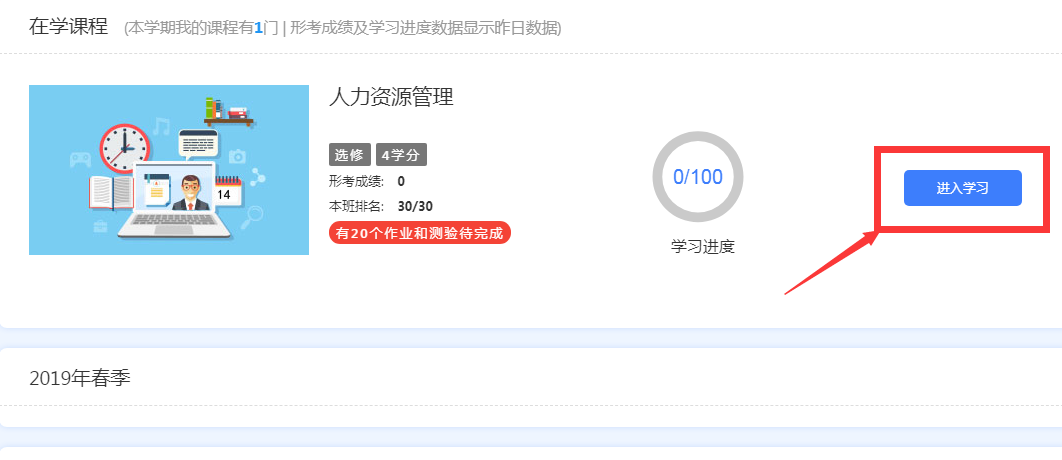 在学课程 (本学期我的课程有1门 | 形考成绩及学习进度数据显示昨日数据)
人力资源管理
选修 4学分
形考成绩: 0
本班排名: 30/30
有20个作业和测验待完成
14
0/100
学习进度
进入学习
2019年春季